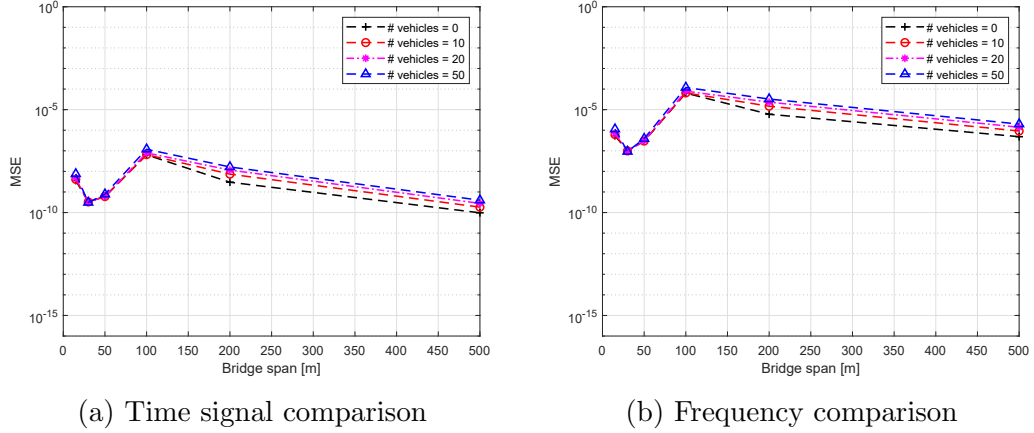 10^0
10^-5
10^-10
10^-15
MSE
0 50 100 150 200 250 300 350 400 450 500
Bridge span [m]
# vehicles = 0
# vehicles = 10
# vehicles = 20
# vehicles = 50
(a) Time signal comparison
10^0
10^-5
10^-10
10^-15
MSE
0 50 100 150 200 250 300 350 400 450 500
Bridge span [m]
# vehicles = 0
# vehicles = 10
# vehicles = 20
# vehicles = 50
(b) Frequency comparison